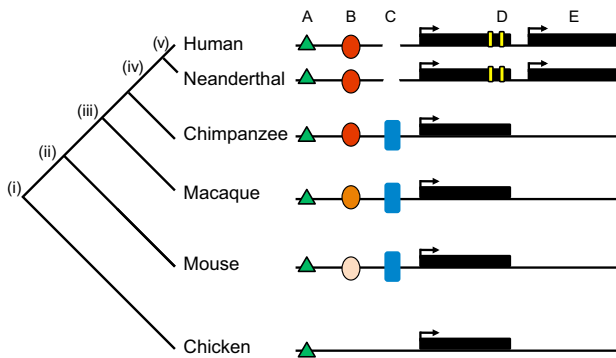 A B C D E
(v) Human
(iv) Neanderthal
(iii) Chimpanzee
(ii) Macaque
(i)
Mouse
Chicken